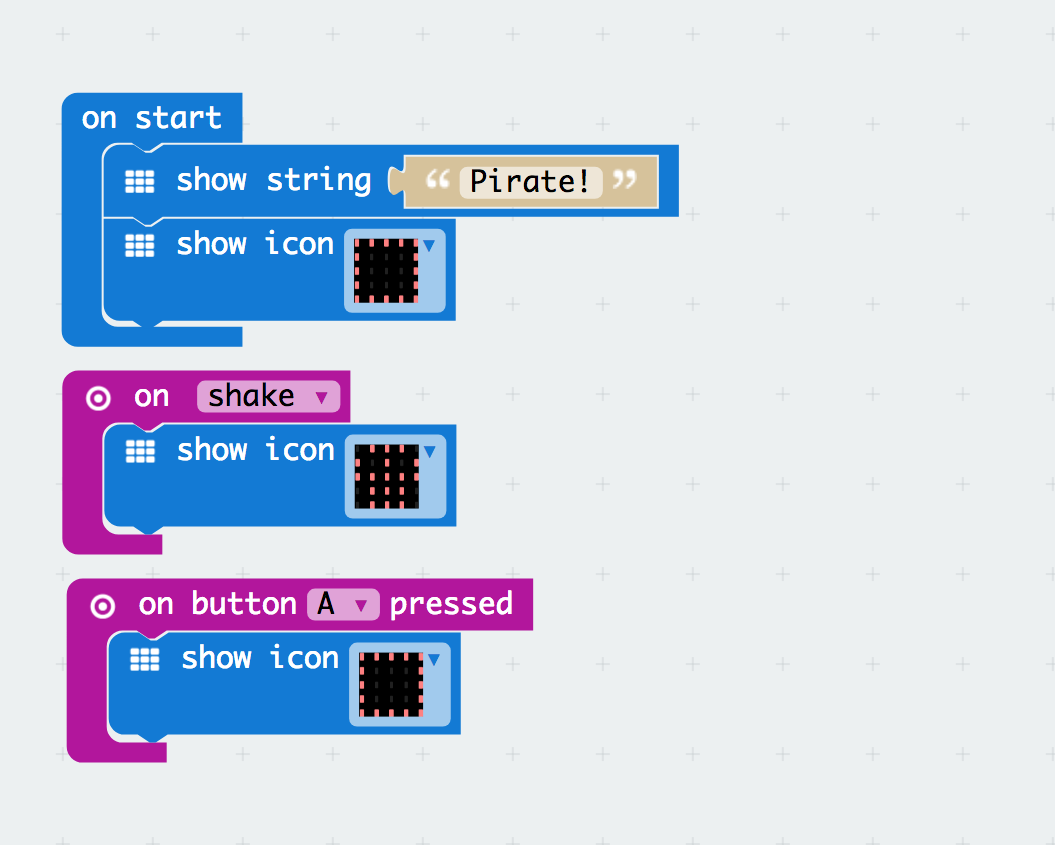 on start
show string “ Pirate! ”
show icon
on shake
show icon
on button A pressed
show icon